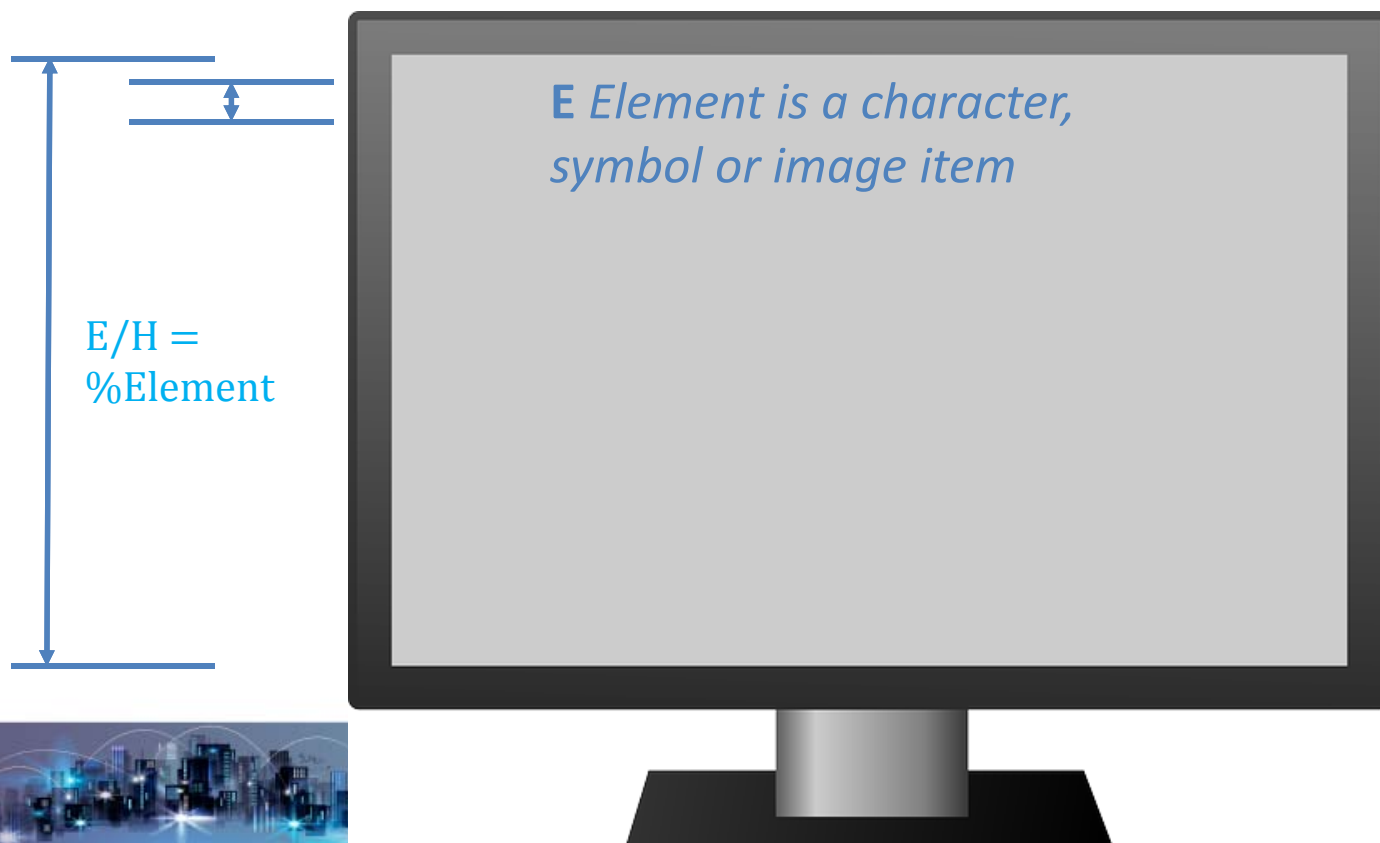 E Element is a character,
symbol or image item
E/H =
%Element